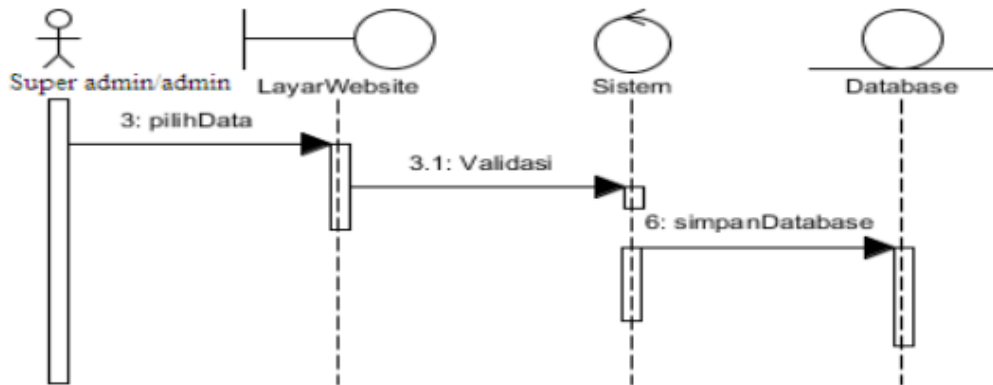 Super admin/admin
LayarWebsite
Sistem
Database
3: pilihData
3.1: Validasi
6: simpanDatabase